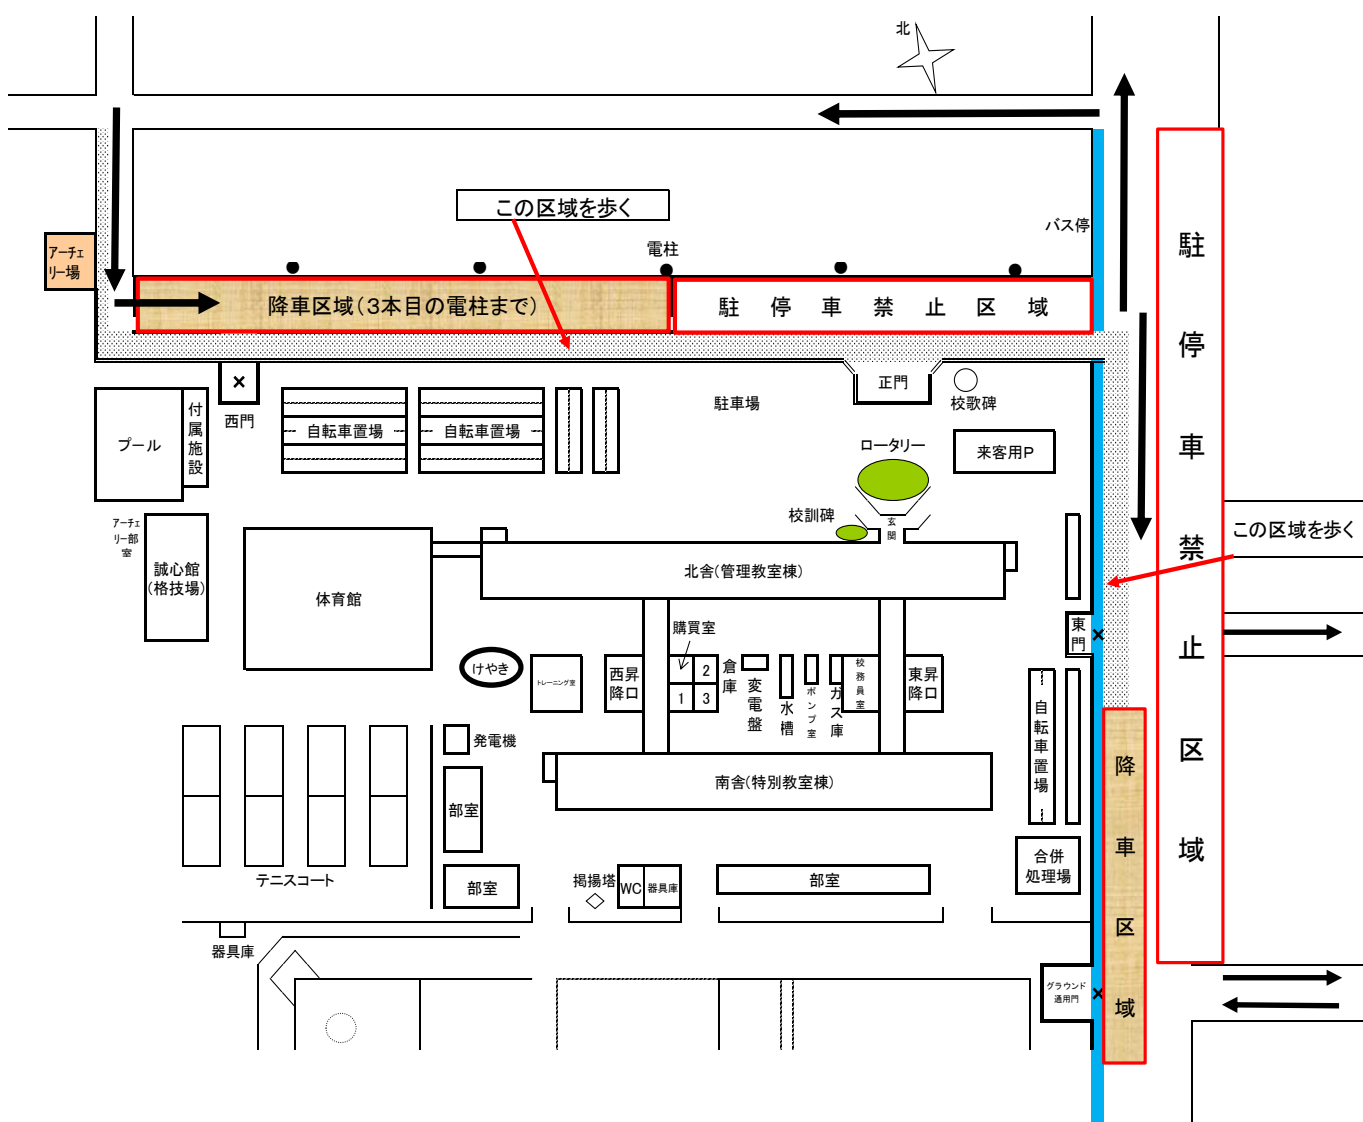 北
この区域を歩く
バス停
電柱
アーチェ
リー場
降車区域(3本目の電柱まで)
駐停車禁止区域
駐停車禁止区域
正門
校歌碑
駐車場
西門
付属施設
プール
自転車置場
自転車置場
ロータリー
来客用P
校訓碑
玄関
アーチェ
リー部
室
誠心館
(格技場)
体育館
北舎(管理教室棟)
この区域を歩く
東門
購買室
けやき
トレーニング室
西昇
降口
2
1
3
倉庫
変電盤
水槽
ポンプ室
ガス庫
校務員室
東昇
降口
自転車置場
発電機
南舎(特別教室棟)
降車区域
部室
合併
処理場
テニスコート
部室
掲揚塔
WC
器具庫
部室
器具庫
グラウンド
通用門